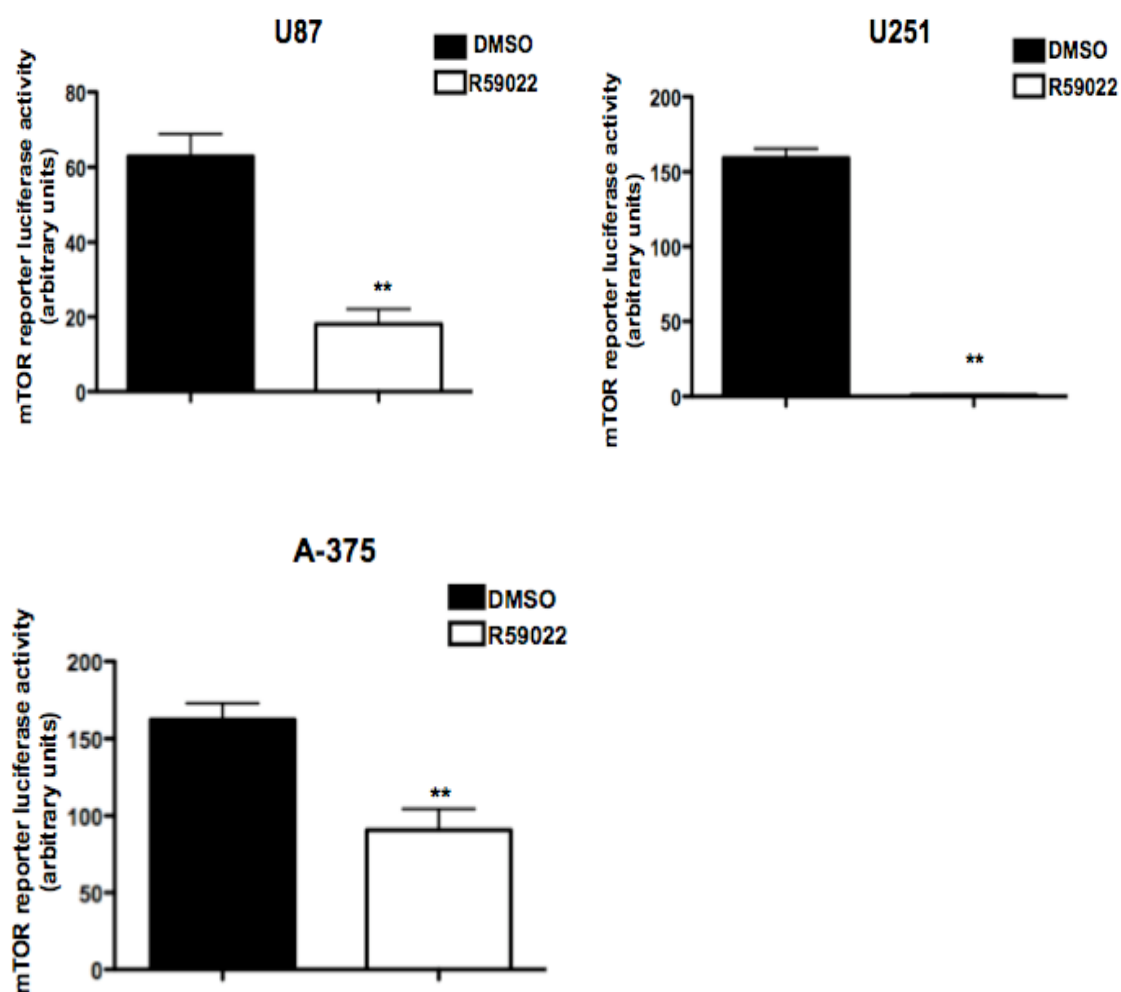 U87
DMSO
R59022
mTOR reporter luciferase activity
(arbitrary units)
80
60
40
20
0
**
U251
DMSO
R59022
mTOR reporter luciferase activity
(arbitrary units)
200
150
100
50
0
**
A-375
DMSO
R59022
mTOR reporter luciferase activity
(arbitrary units)
200
150
100
50
0
**